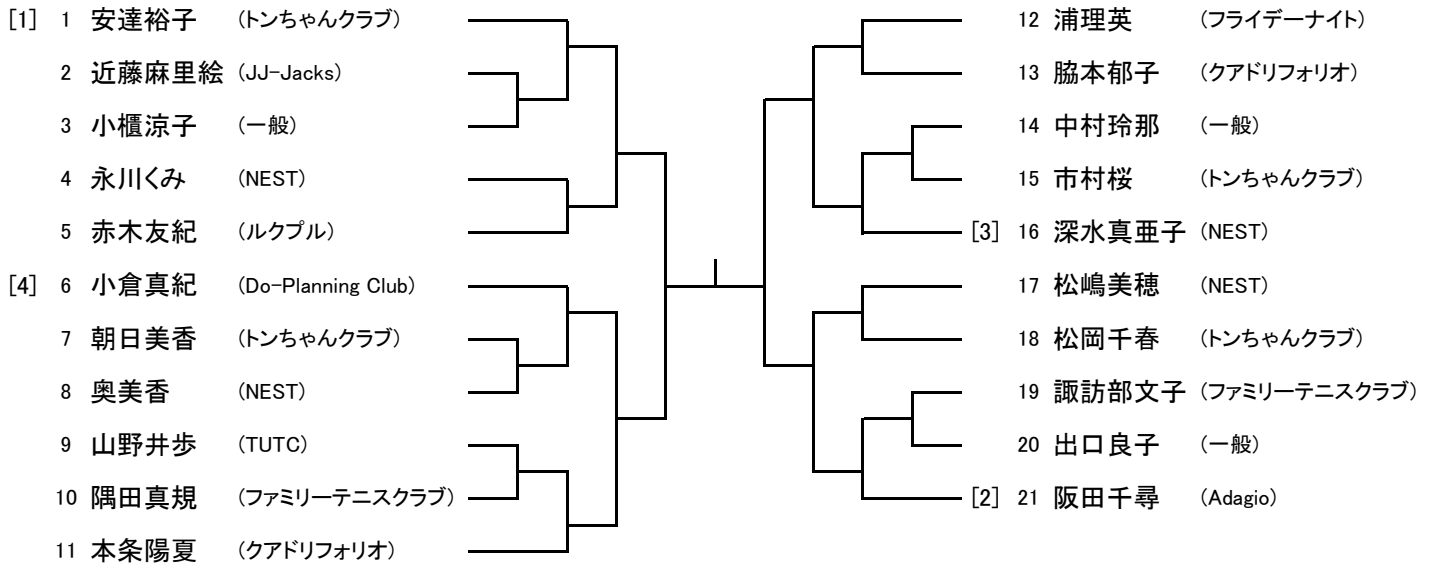 [1] 1 安達裕子 (トンちゃんクラブ)
2 近藤麻里絵 (JJ-Jacks)
3 小櫃涼子 (一般)
4 永川くみ (NEST)
5 赤木友紀 (ルクプル)
[4] 6 小倉真紀 (Do-Planning Club)
7 朝日美香 (トンちゃんクラブ)
8 奥美香 (NEST)
9 山野井歩 (TUTC)
10 隅田真規 (ファミリーテニスクラブ)
11 本条陽夏 (クアドリフォリオ)
12 浦理英 (フライデーナイト)
13 脇本郁子 (クアドリフォリオ)
14 中村玲那 (一般)
15 市村桜 (トンちゃんクラブ)
[3] 16 深水真亜子 (NEST)
17 松嶋美穂 (NEST)
18 松岡千春 (トンちゃんクラブ)
19 諏訪部文子 (ファミリーテニスクラブ)
20 出口良子 (一般)
[2] 21 阪田千尋 (Adagio)